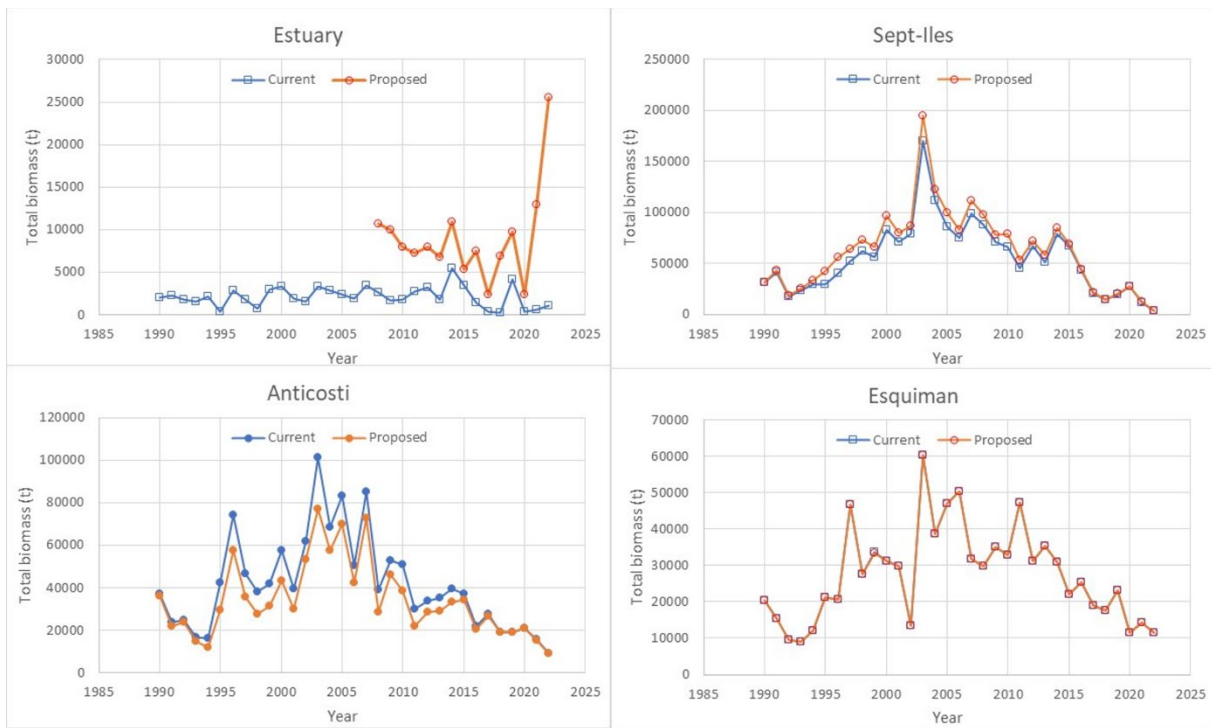 Estuary
Current Proposed
30000
25000
20000
15000
10000
5000
0
Total biomass (t)
1985 1990 1995 2000 2005 2010 2015 2020 2025
Year
Sept-Iles
Current Proposed
250000
200000
150000
100000
50000
0
Total biomass (t)
1985 1990 1995 2000 2005 2010 2015 2020 2025
Year
Anticosti
Current Proposed
120000
100000
80000
60000
40000
20000
0
Total biomass (t)
1985 1990 1995 2000 2005 2010 2015 2020 2025
Year
Esquiman
Current Proposed
70000
60000
50000
40000
30000
20000
10000
0
Total biomass (t)
1985 1990 1995 2000 2005 2010 2015 2020 2025
Year